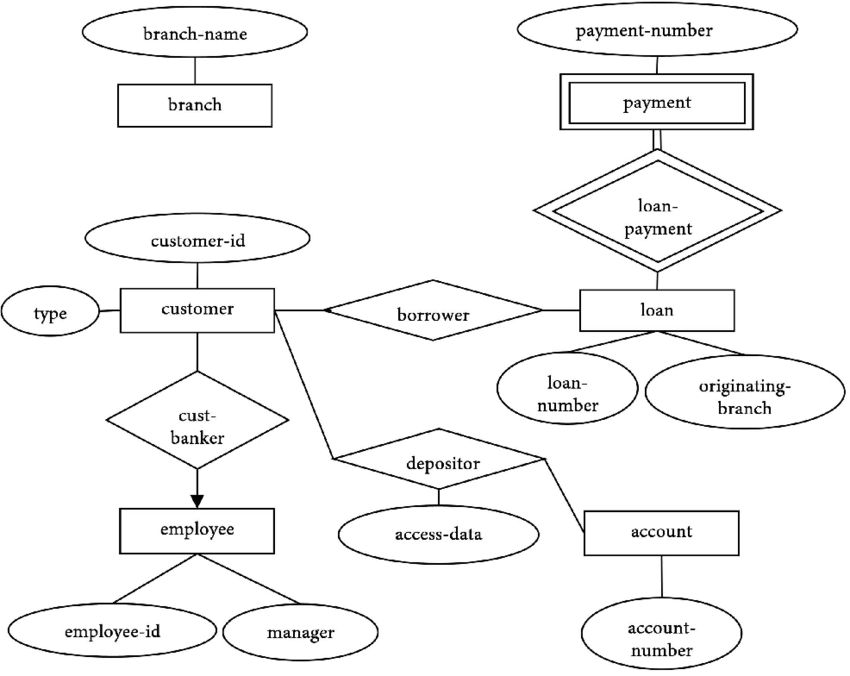 branch-name
payment-number
branch
payment
loan-
payment
customer-id
type
customer
borrower
loan
loan-
number
originating-
branch
cust-
banker
depositor
employee
access-data
account
employee-id
manager
account-
number